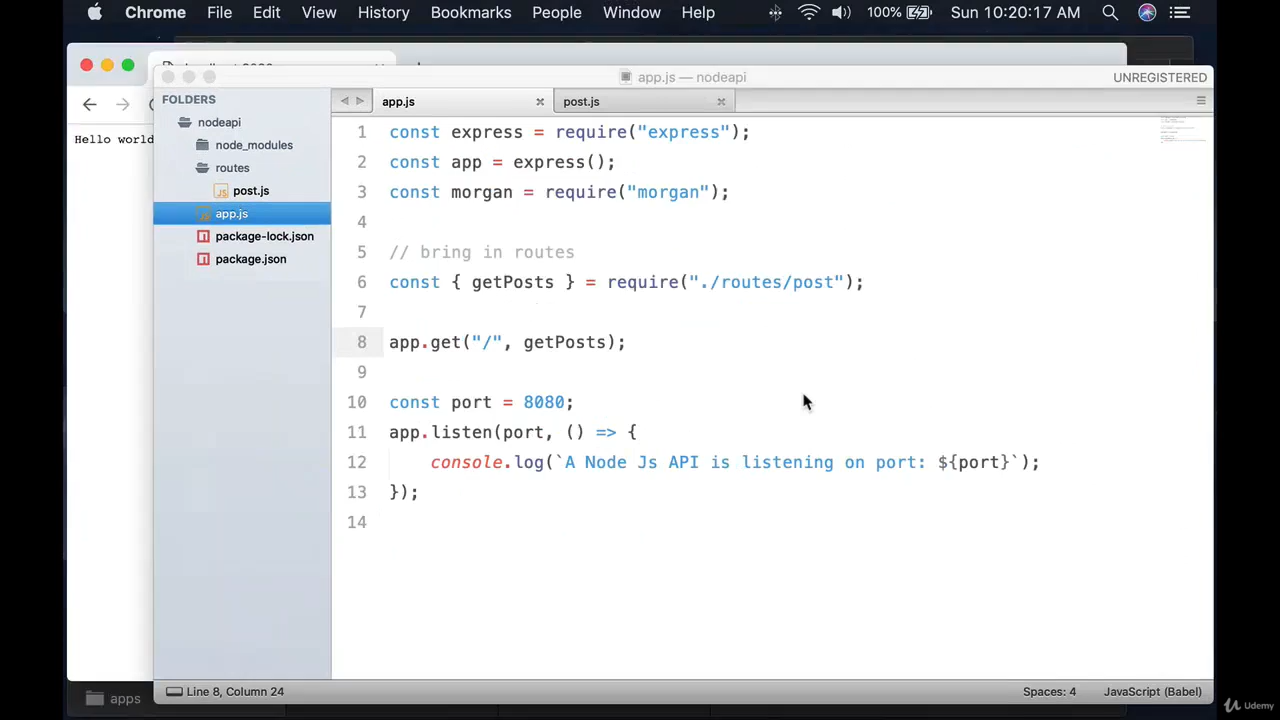 Chrome File Edit View History Bookmarks People Window Help 100% Sun 10:20:17 AM
app.js — nodeapi UNREGISTERED
Hello world
FOLDERS
nodeapi
node_modules
routes
post.js
app.js
package-lock.json
package.json
app.js post.js
1 const express = require("express");
2 const app = express();
3 const morgan = require("morgan");
4
5 // bring in routes
6 const { getPosts } = require("./routes/post");
7
8 app.get("/", getPosts);
9
10 const port = 8080;
11 app.listen(port, () => {
12 console.log(`A Node Js API is listening on port: ${port}`);
13 });
14
Line 8, Column 24 Spaces: 4 JavaScript (Babel)
apps
Udemy